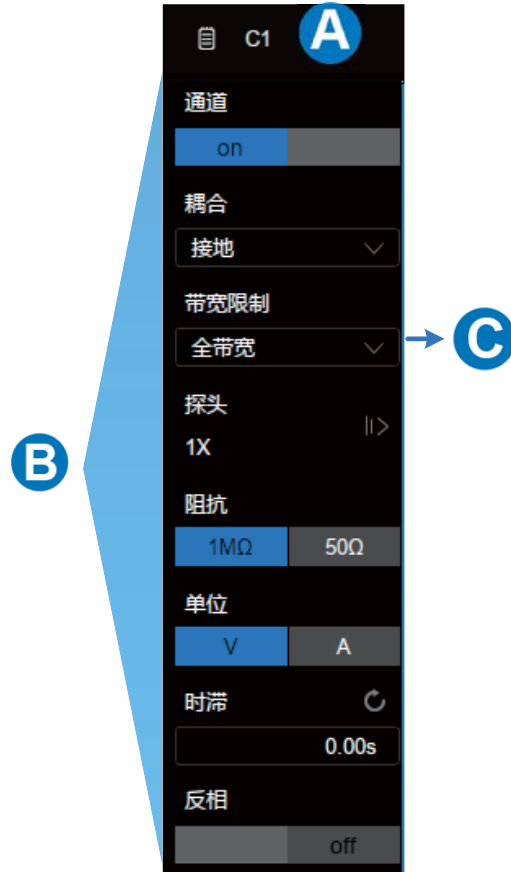 C1
A
通道
on
耦合
接地
带宽限制
全带宽
C
探头
1X
B
阻抗
1MΩ 50Ω
单位
V A
时滞
0.00s
反相
off